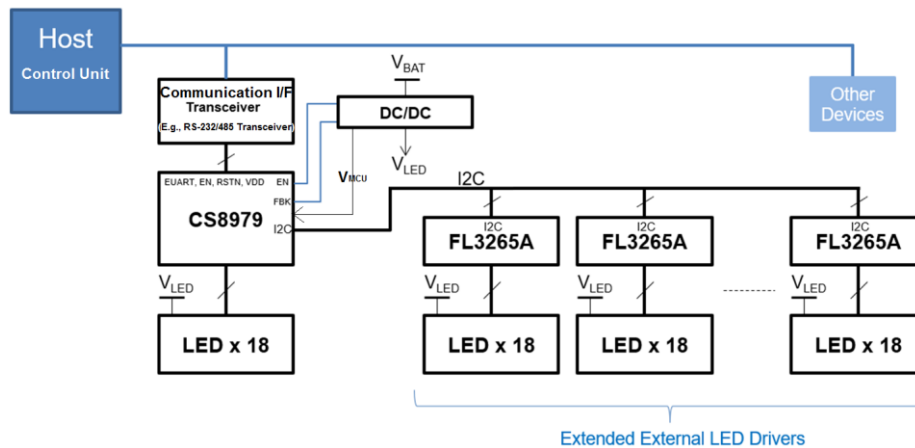 Host
Control Unit
Communication I/F
Transceiver
(E.g., RS-232/485 Transceiver)
VBAT
DC/DC
VLED
VMCU
Other
Devices
EUART, EN, RSTN, VDD
EN
FBK
I2C
CS8979
I2C
I2C
FL3265A
I2C
FL3265A
I2C
FL3265A
VLED
LED x 18
VLED
LED x 18
VLED
LED x 18
VLED
LED x 18
Extended External LED Drivers